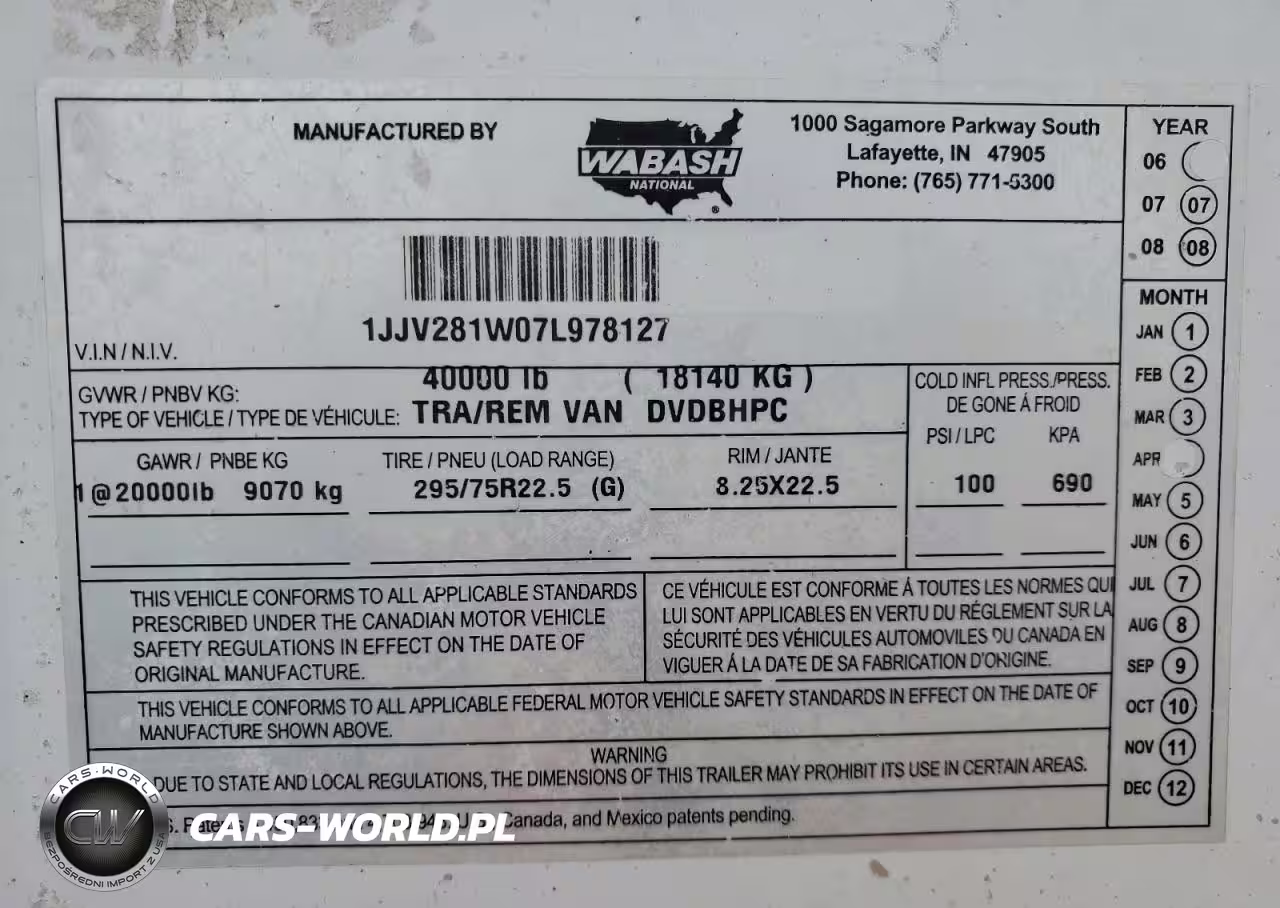 MANUFACTURED BY
WABASH
NATIONAL
®
1000 Sagamore Parkway South
Lafayette, IN 47905
Phone: (765) 771-5300
YEAR
06
07 07
08 08
MONTH
JAN 1
FEB 2
MAR 3
APR
MAY 5
JUN 6
JUL 7
AUG 8
SEP 9
OCT 10
NOV 11
DEC 12
1JJV281W07L978127
V.I.N / N.I.V.
GVWR / PNBV KG: 40000 lb ( 18140 KG )
TYPE OF VEHICLE / TYPE DE VÉHICULE: TRA/REM VAN DVDBHPC
COLD INFL PRESS./PRESS.
DE GONE Á FROID
PSI / LPC KPA
GAWR / PNBE KG TIRE / PNEU (LOAD RANGE) RIM / JANTE
1@20000lb 9070 kg 295/75R22.5 (G) 8.25X22.5 100 690
THIS VEHICLE CONFORMS TO ALL APPLICABLE STANDARDS
PRESCRIBED UNDER THE CANADIAN MOTOR VEHICLE
SAFETY REGULATIONS IN EFFECT ON THE DATE OF
ORIGINAL MANUFACTURE.
CE VÉHICULE EST CONFORME Á TOUTES LES NORMES QUI
LUI SONT APPLICABLES EN VERTU DU RÉGLEMENT SUR LA
SÉCURITÉ DES VÉHICULES AUTOMOVILES DU CANADA EN
VIGUER Á LA DATE DE SA FABRICATION D'ORIGINE.
THIS VEHICLE CONFORMS TO ALL APPLICABLE FEDERAL MOTOR VEHICLE SAFETY STANDARDS IN EFFECT ON THE DATE OF
MANUFACTURE SHOWN ABOVE.
WARNING
DUE TO STATE AND LOCAL REGULATIONS, THE DIMENSIONS OF THIS TRAILER MAY PROHIBIT ITS USE IN CERTAIN AREAS.
Canada, and Mexico patents pending.
CARS-WORLD
CW
BEZPOŚREDNI IMPORT Z USA
CARS-WORLD.PL